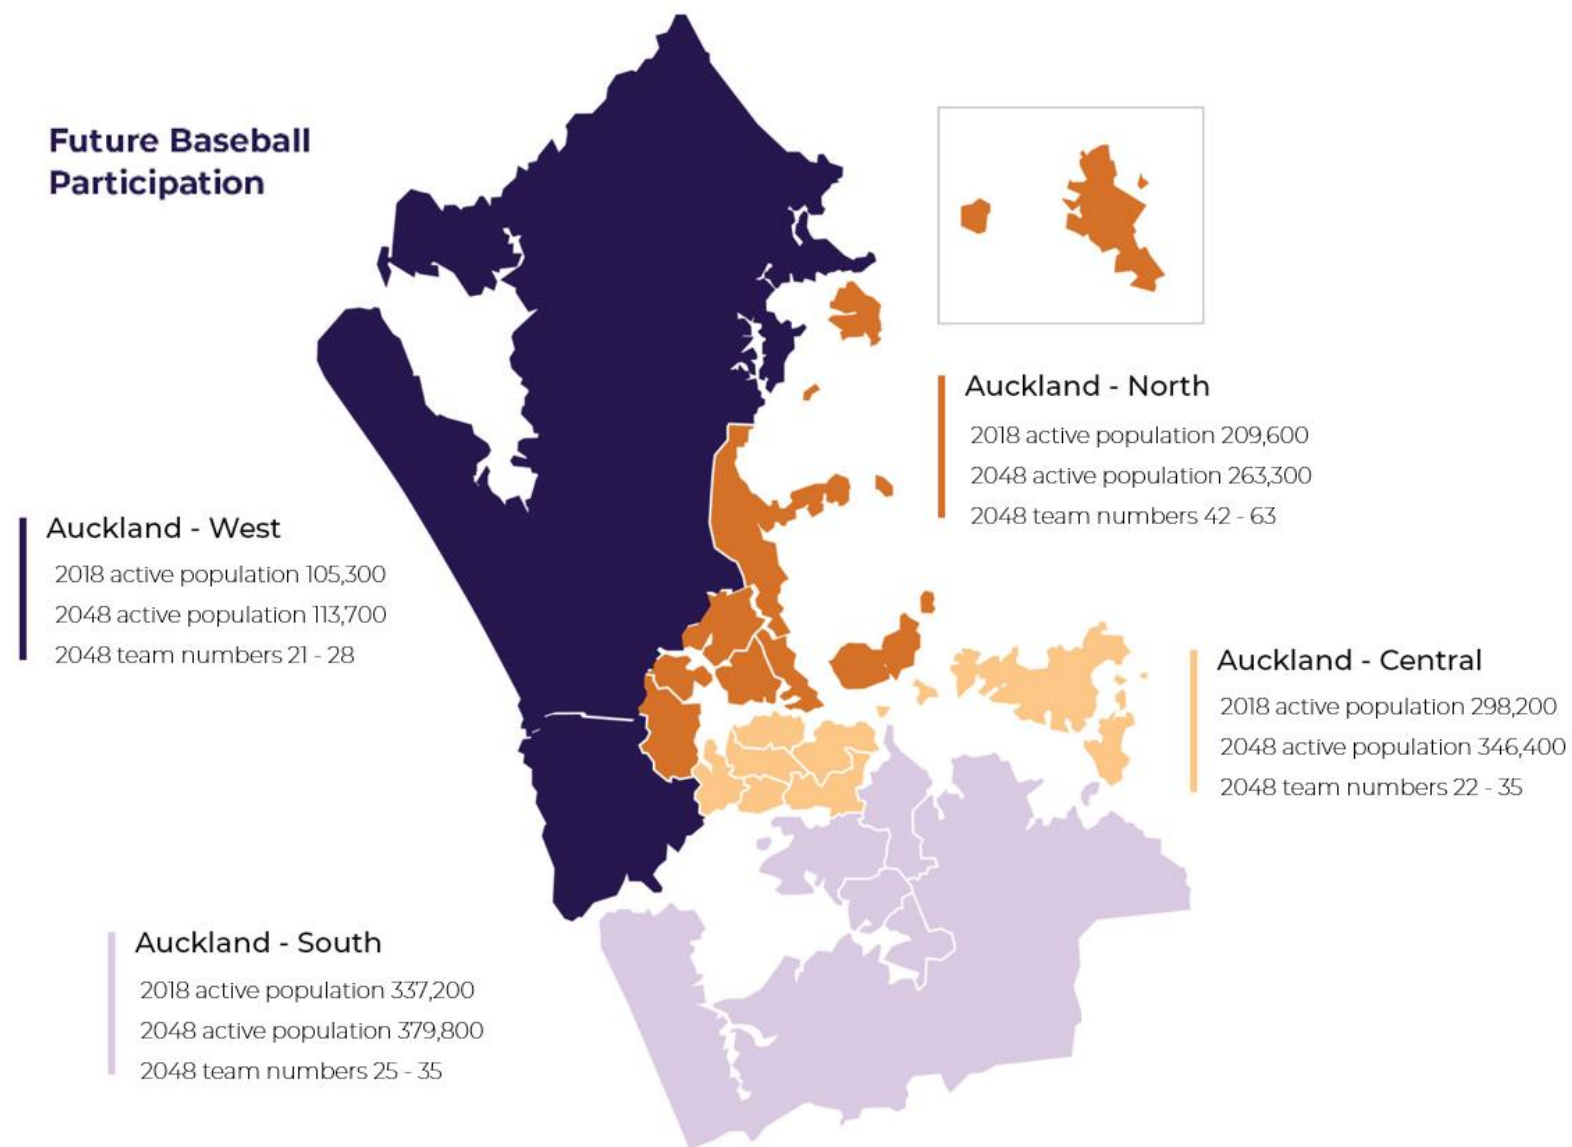 Future Baseball
Participation
Auckland - North
2018 active population 209,600
2048 active population 263,300
2048 team numbers 42 - 63
Auckland - West
2018 active population 105,300
2048 active population 113,700
2048 team numbers 21 - 28
Auckland - Central
2018 active population 298,200
2048 active population 346,400
2048 team numbers 22 - 35
Auckland - South
2018 active population 337,200
2048 active population 379,800
2048 team numbers 25 - 35